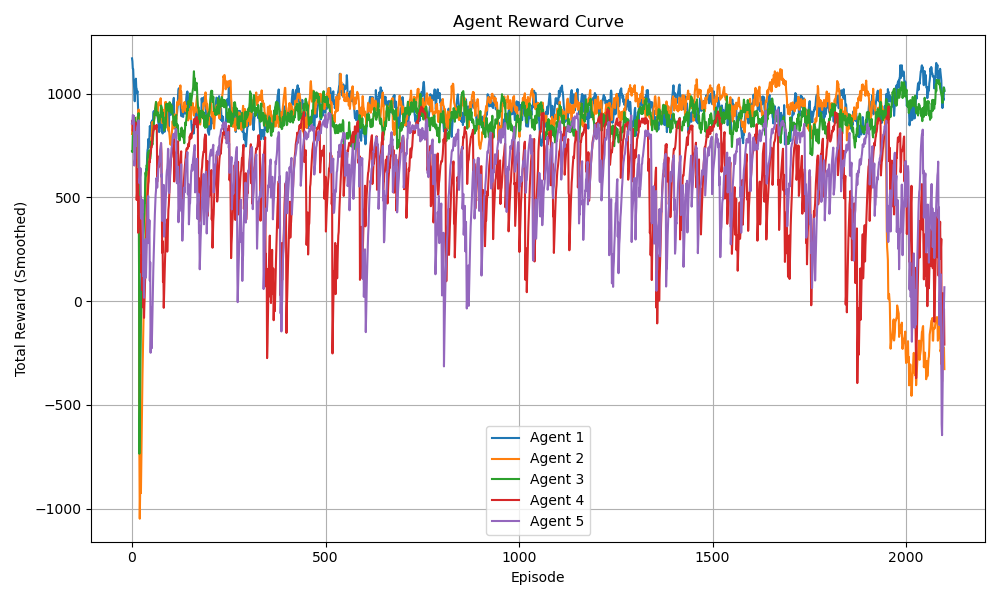 Agent Reward Curve
Total Reward (Smoothed)
1000
500
0
−500
−1000
Agent 1
Agent 2
Agent 3
Agent 4
Agent 5
0
500
1000
1500
2000
Episode